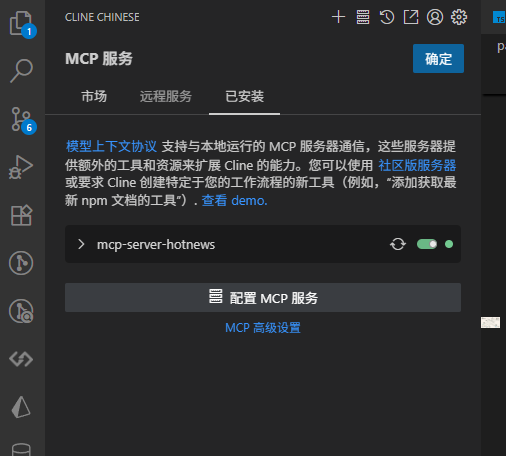 CLINE CHINESE
1
MCP 服务
确定
市场
远程服务
已安装
模型上下文协议 支持与本地运行的 MCP 服务器通信，这些服务器提
供额外的工具和资源来扩展 Cline 的能力。您可以使用 社区版服务器
或要求 Cline 创建特定于您的工作流程的新工具（例如，“添加获取最
新 npm 文档的工具”）. 查看 demo.
6
mcp-server-hotnews
配置 MCP 服务
MCP 高级设置
TS